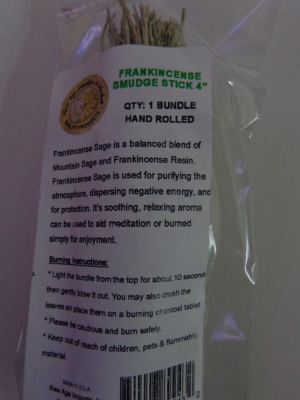 FRANKINCENSE
SMUDGE STICK 4"
QTY: 1 BUNDLE
HAND ROLLED
Frankincense Sage is a balanced blend of
Mountain Sage and Frankincense Resin.
Frankincense Sage is used for purifying the
atmosphere, dispersing negative energy, and
for protection. It's soothing, relaxing aroma
can be used to aid meditation or burned
simply for enjoyment.
Burning Instructions:
* Light the bundle from the top for about 10 seconds
then gently blow it out. You may also crush the
leaves an place them on a burning charcoal tablet.
* Please be cautious and burn safely.
* Keep out of reach of children, pets & flammable
material.
Made in U.S.A
New Age